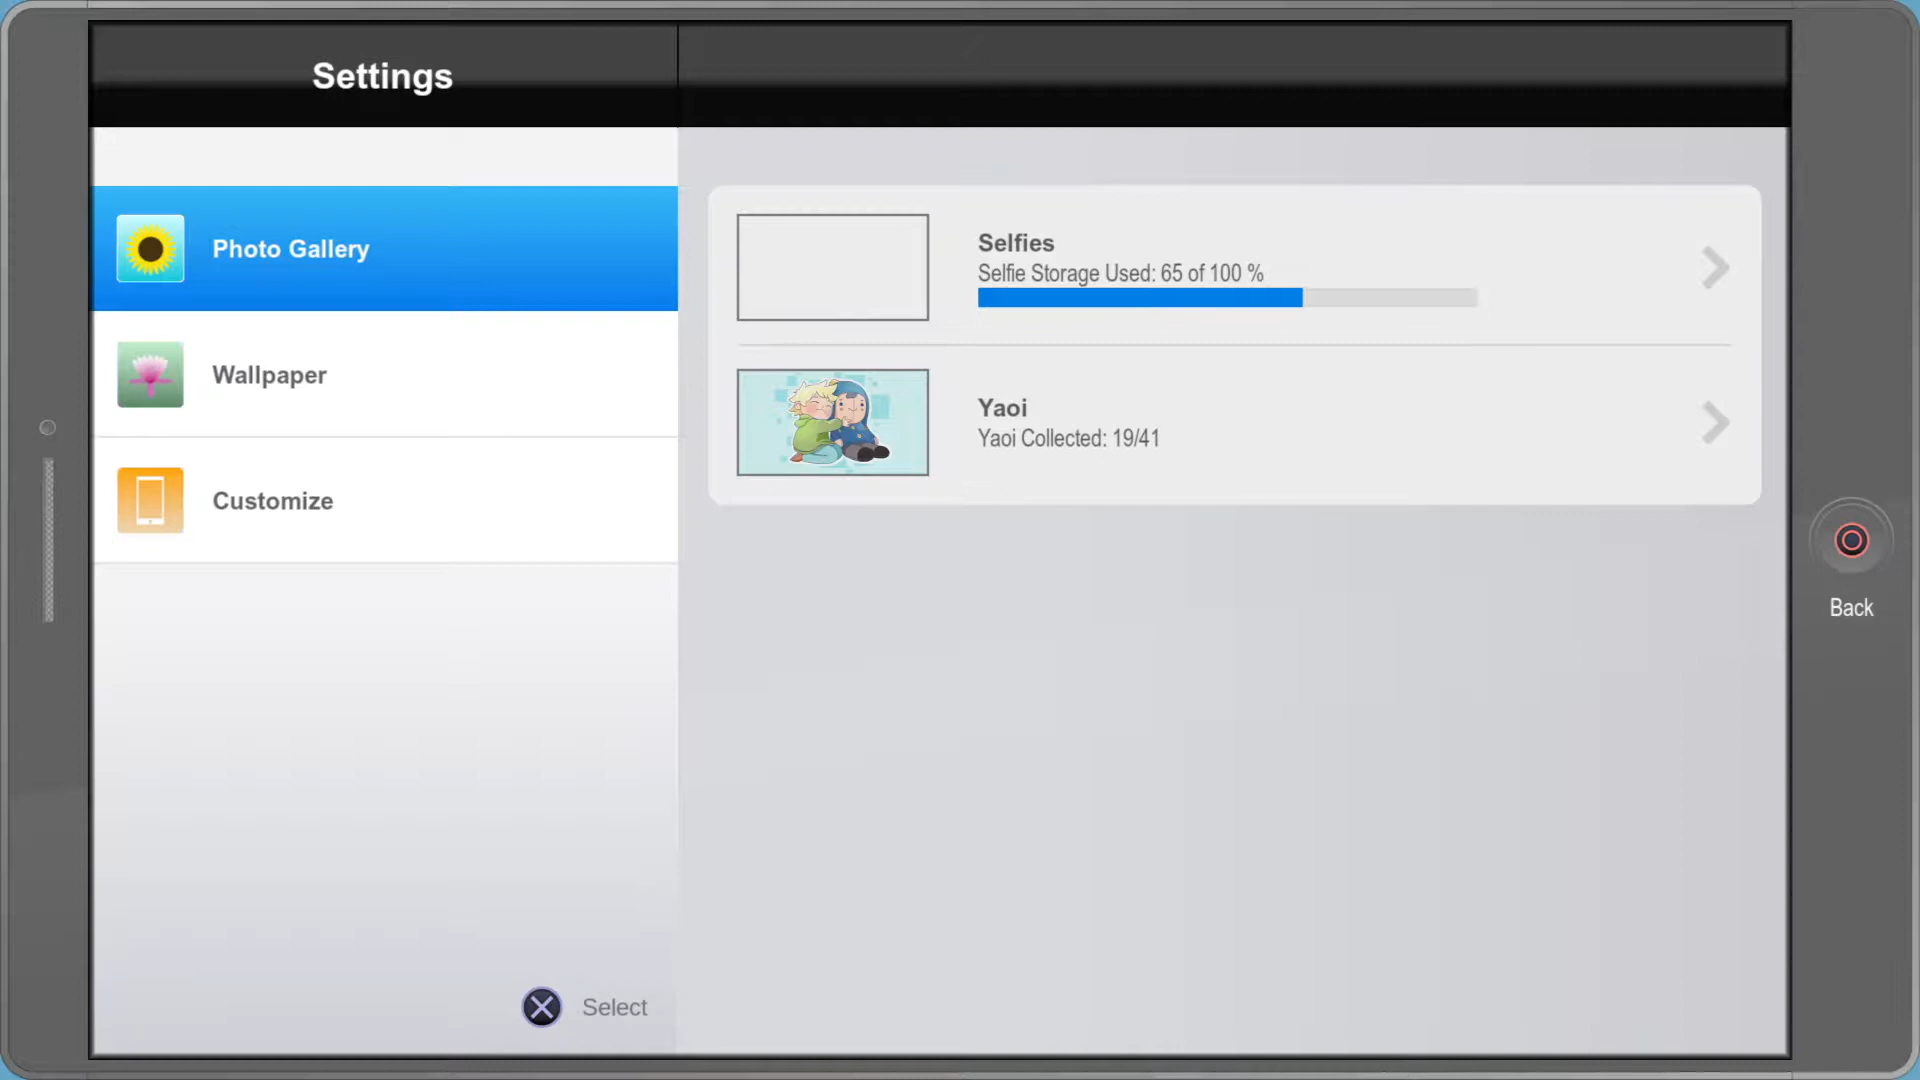 Settings
Photo Gallery
Wallpaper
Customize
Selfies
Selfie Storage Used: 65 of 100 %
Yaoi
Yaoi Collected: 19/41
Back
Select